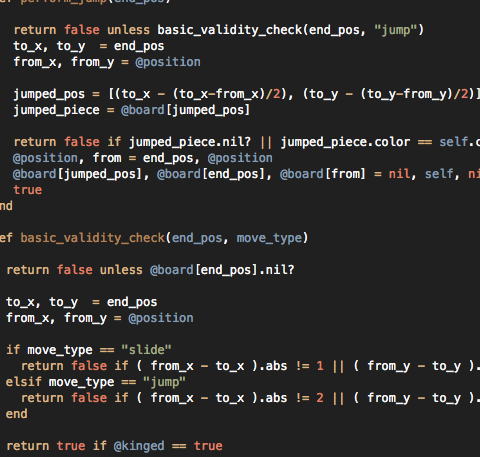 ef perform_jump(end_pos)
return false unless basic_validity_check(end_pos, "jump")
to_x, to_y  = end_pos
from_x, from_y = @position
jumped_pos = [(to_x - (to_x-from_x)/2), (to_y - (to_y-from_y)/2)]
jumped_piece = @board[jumped_pos]
return false if jumped_piece.nil? || jumped_piece.color == self.c
@position, from = end_pos, @position
@board[jumped_pos], @board[end_pos], @board[from] = nil, self, ni
true
nd
ef basic_validity_check(end_pos, move_type)
return false unless @board[end_pos].nil?
to_x, to_y  = end_pos
from_x, from_y = @position
if move_type == "slide"
return false if ( from_x - to_x ).abs != 1 || ( from_y - to_y ).
elsif move_type == "jump"
return false if ( from_x - to_x ).abs != 2 || ( from_y - to_y ).
end
return true if @kinged == true